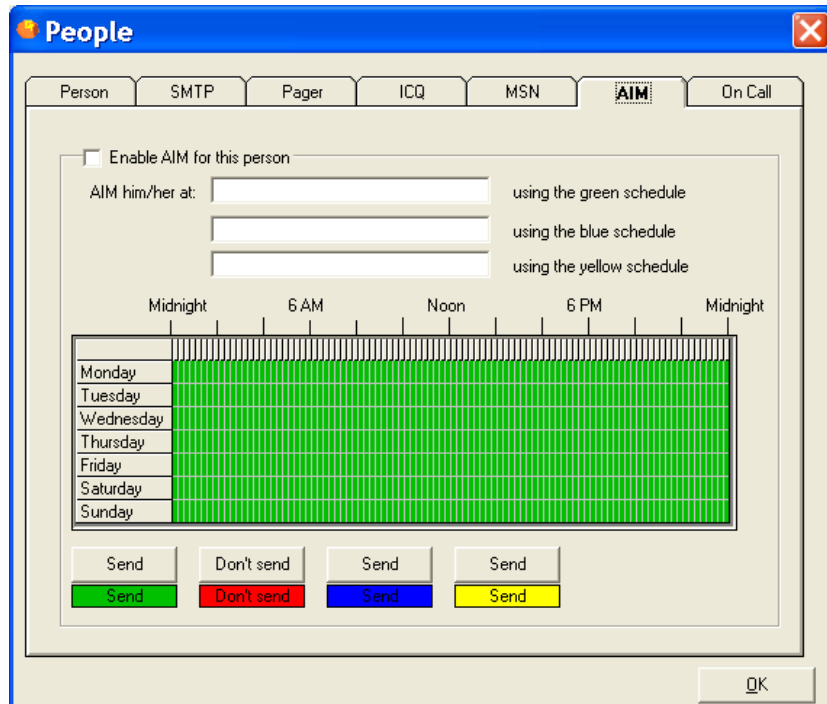 People
Person SMTP Pager ICQ MSN AIM On Call
Enable AIM for this person
AIM him/her at: using the green schedule
using the blue schedule
using the yellow schedule
Midnight 6 AM Noon 6 PM Midnight
Monday
Tuesday
Wednesday
Thursday
Friday
Saturday
Sunday
Send Don't send Send Send
Send Don't send Send Send
OK